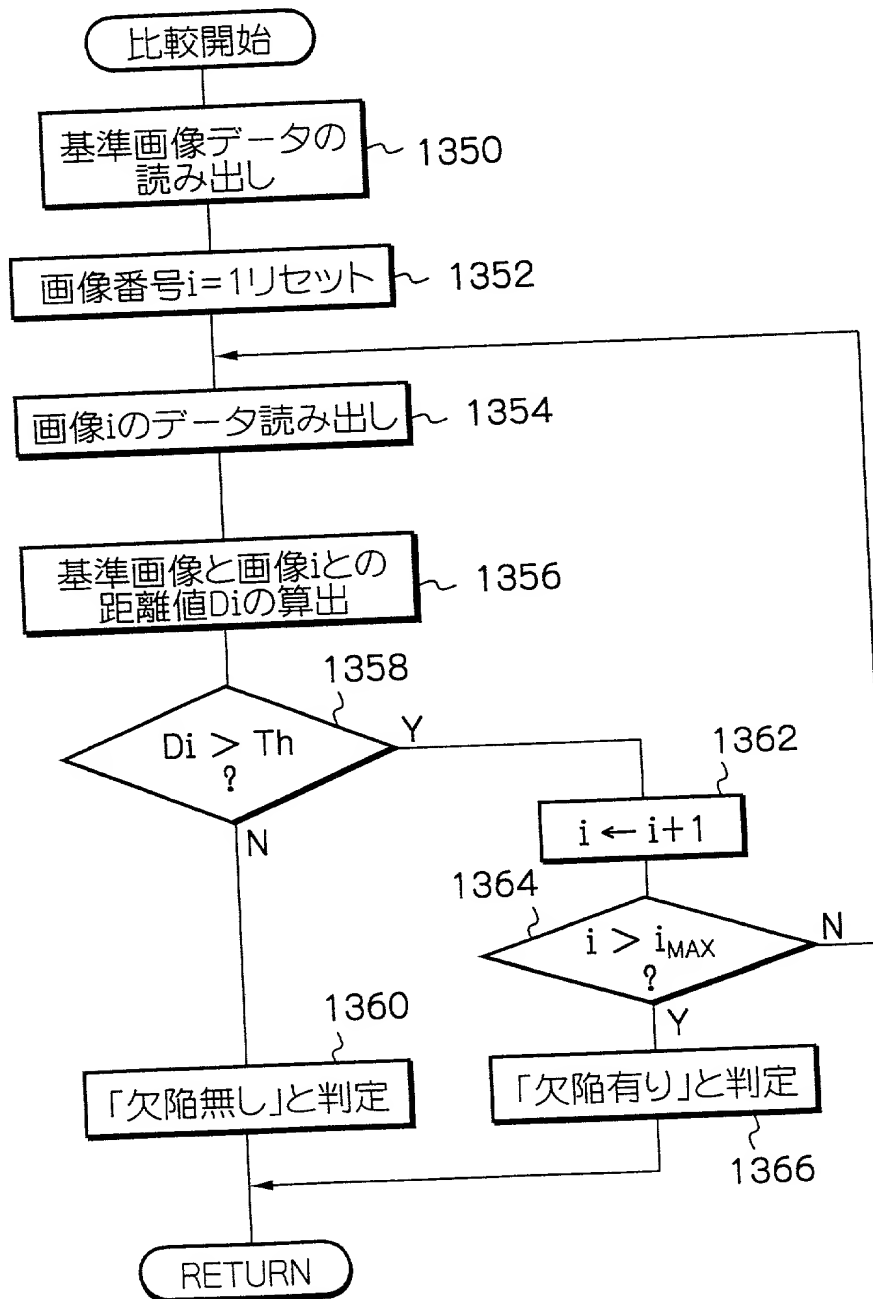 比較開始
基準画像データの
読み出し
1350
画像番号i=1リセット
1352
画像iのデータ読み出し
1354
基準画像と画像iとの
距離値Diの算出
1356
1358
Di > Th
?
Y
N
1362
i ← i+1
1364
i > iMAX
?
N
Y
1360
「欠陥無し」と判定
「欠陥有り」と判定
1366
RETURN